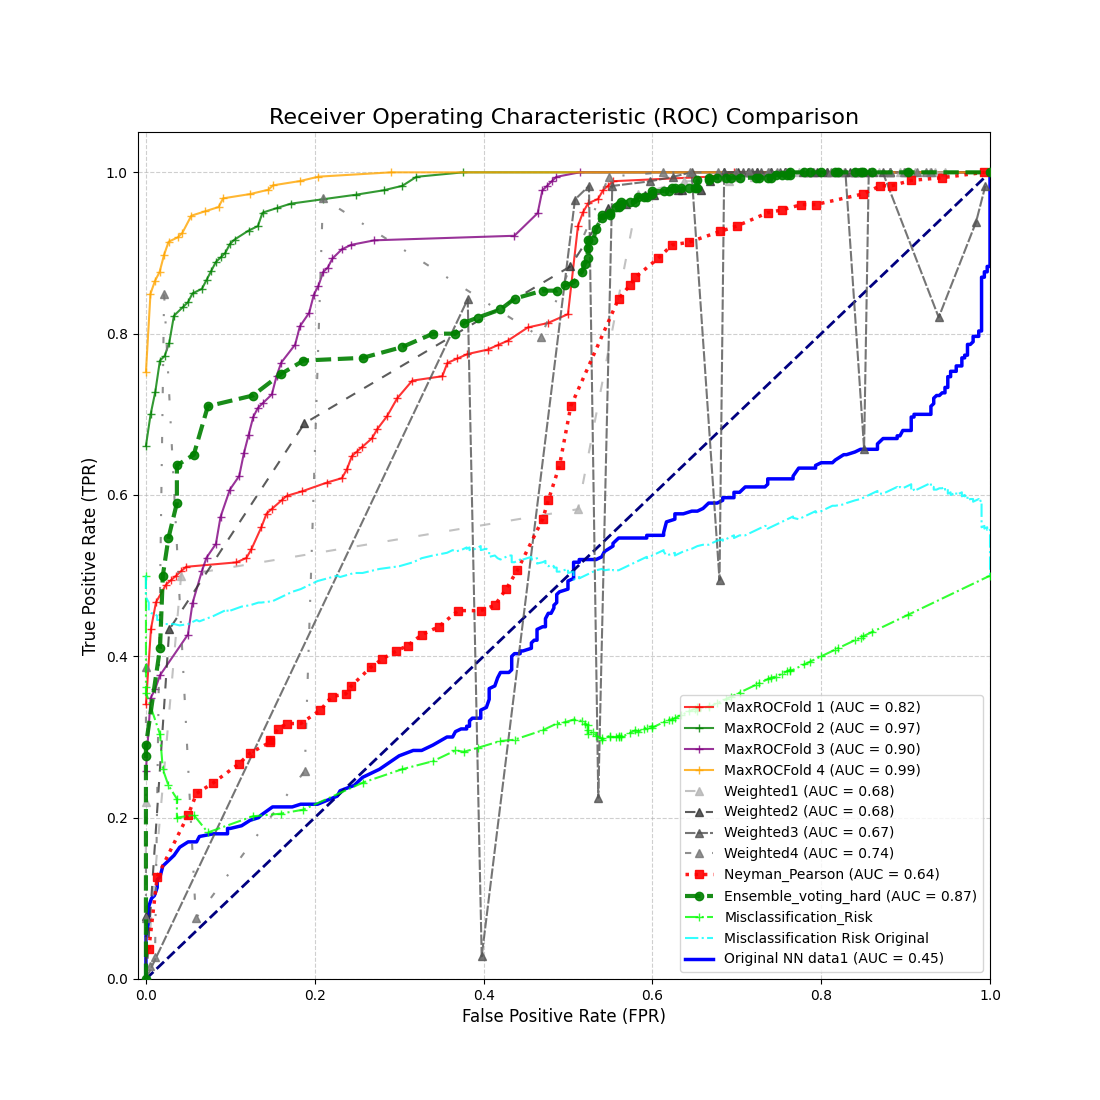 Receiver Operating Characteristic (ROC) Comparison
True Positive Rate (TPR)
1.0
0.8
0.6
0.4
0.2
0.0
MaxROCFold 1 (AUC = 0.82)
MaxROCFold 2 (AUC = 0.97)
MaxROCFold 3 (AUC = 0.90)
MaxROCFold 4 (AUC = 0.99)
Weighted1 (AUC = 0.68)
Weighted2 (AUC = 0.68)
Weighted3 (AUC = 0.67)
Weighted4 (AUC = 0.74)
Neyman_Pearson (AUC = 0.64)
Ensemble_voting_hard (AUC = 0.87)
Misclassification_Risk
Misclassification Risk Original
Original NN data1 (AUC = 0.45)
0.0 0.2 0.4 0.6 0.8 1.0
False Positive Rate (FPR)